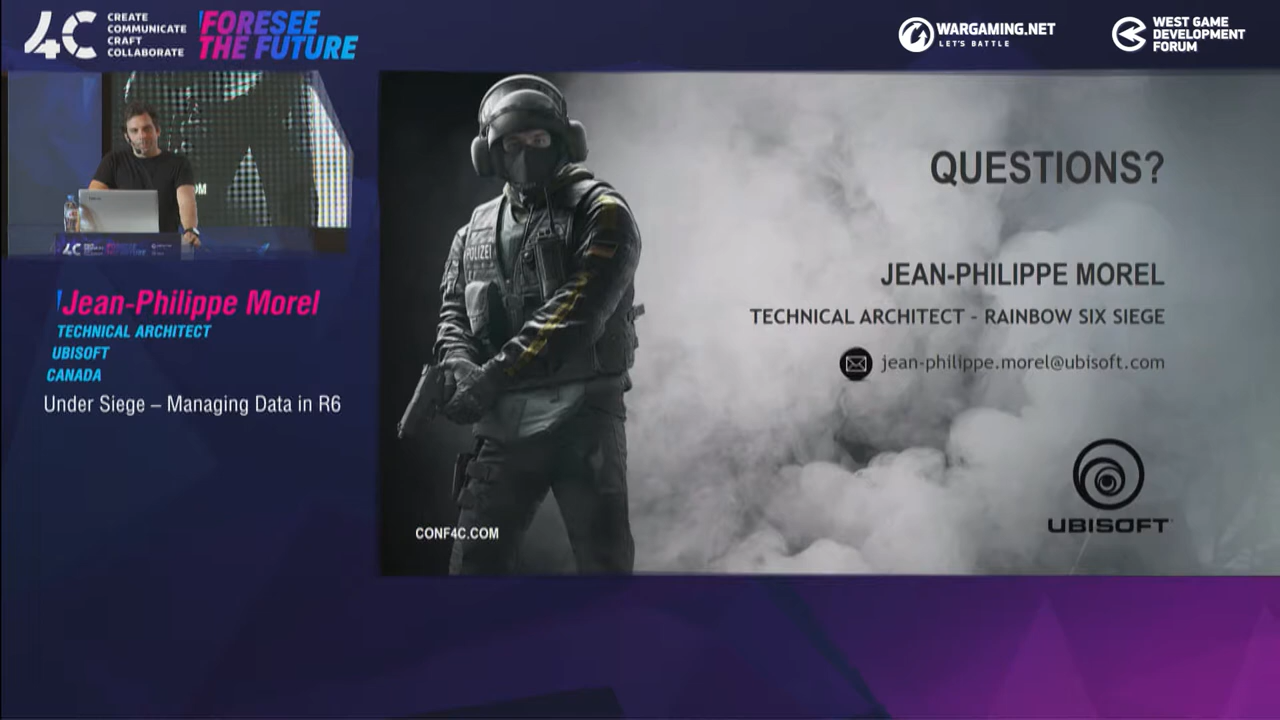 4C
CREATE
COMMUNICATE
CRAFT
COLLABORATE
FORESEE
THE FUTURE
WARGAMING.NET
LET'S BATTLE
WEST GAME
DEVELOPMENT
FORUM
Jean-Philippe Morel
TECHNICAL ARCHITECT
UBISOFT
CANADA
Under Siege – Managing Data in R6
QUESTIONS?
JEAN-PHILIPPE MOREL
TECHNICAL ARCHITECT - RAINBOW SIX SIEGE
jean-philippe.morel@ubisoft.com
POLIZEI
CONF4C.COM
UBISOFT
OM
4C